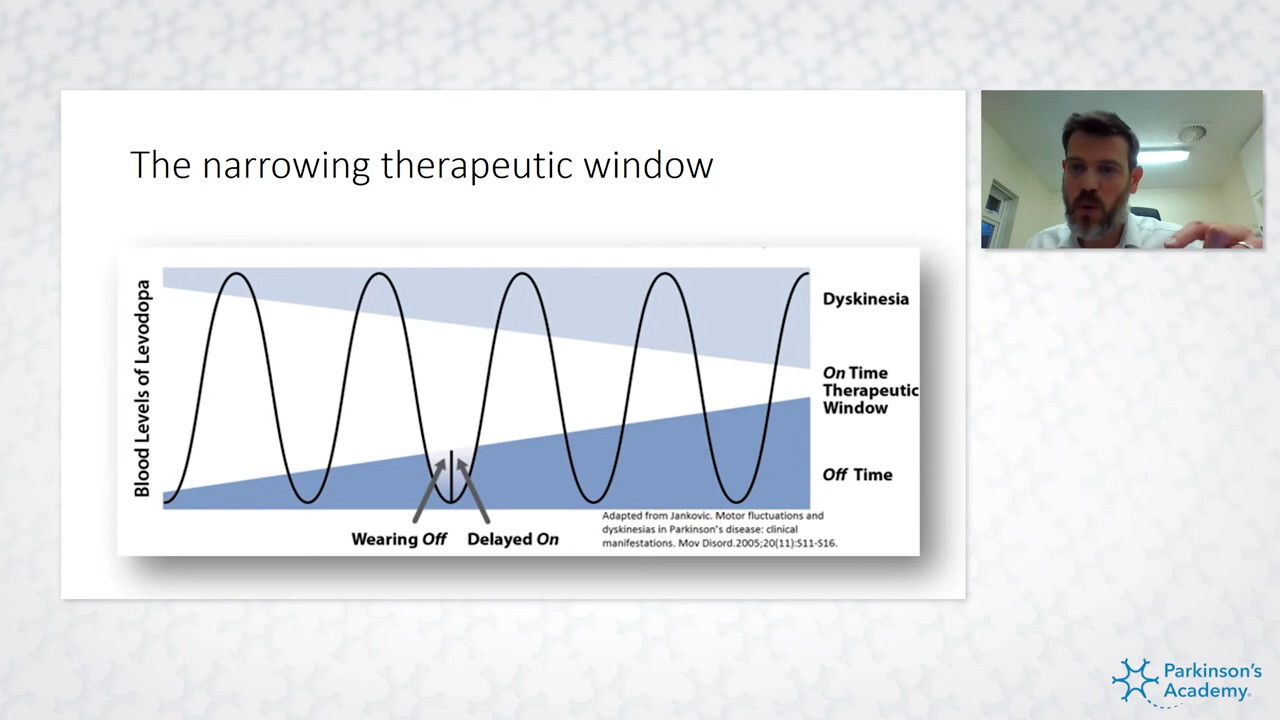 The narrowing therapeutic window
Blood Levels of Levodopa
Dyskinesia
On Time
Therapeutic
Window
Off Time
Wearing Off
Delayed On
Adapted from Jankovic. Motor fluctuations and
dyskinesias in Parkinson's disease: clinical
manifestations. Mov Disord.2005;20(11):S11-S16.
Parkinson's
Academy